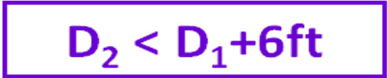 D₂ < D₁+6ft